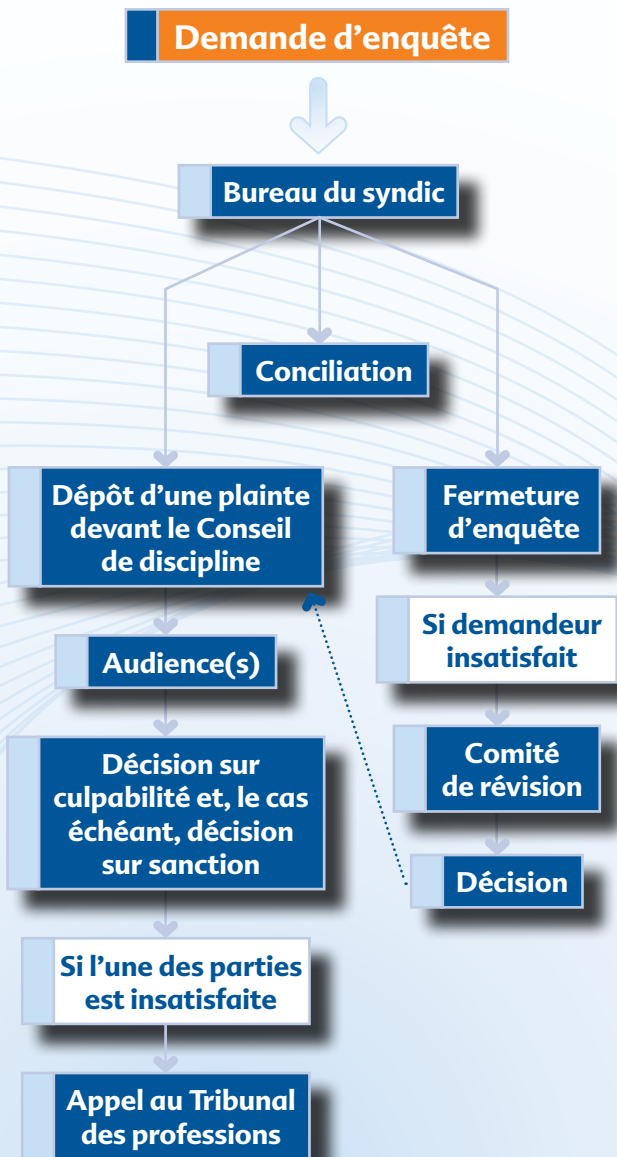 Demande d’enquête
Bureau du syndic
Conciliation
Dépôt d’une plainte
devant le Conseil
de discipline
Audience(s)
Décision sur
culpabilité et, le cas
échéant, décision
sur sanction
Si l’une des parties
est insatisfaite
Appel au Tribunal
des professions
Fermeture
d’enquête
Si demandeur
insatisfait
Comité
de révision
Décision